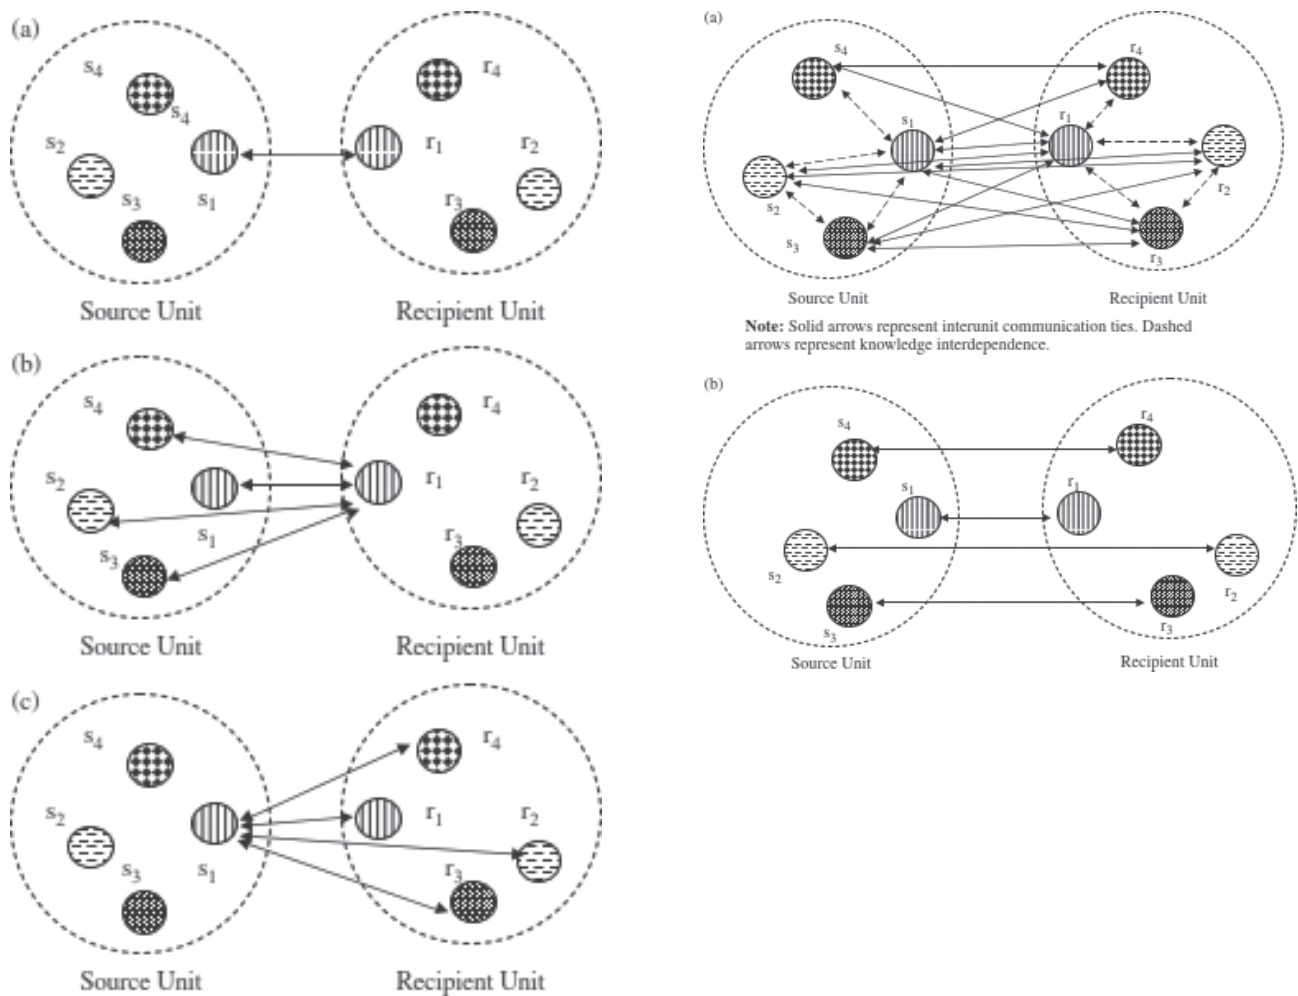 (a)
s4
r4
s4
s2
r1
r2
s3
s1
r3
Source Unit
Recipient Unit
(b)
s4
r4
s2
r1
r2
s1
r3
s3
Source Unit
Recipient Unit
(c)
s4
r4
s2
r1
r2
s3
s1
r3
Source Unit
Recipient Unit
(a)
s4
r4
s1
r1
s2
r2
s3
r3
Source Unit
Recipient Unit
Note: Solid arrows represent interunit communication ties. Dashed
arrows represent knowledge interdependence.
(b)
s4
r4
s1
r1
s2
r2
s3
r3
Source Unit
Recipient Unit